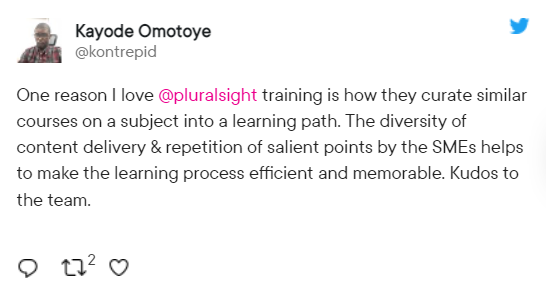 Kayode Omotoye
@kontrepid
One reason I love @pluralsight training is how they curate similar
courses on a subject into a learning path. The diversity of
content delivery & repetition of salient points by the SMEs helps
to make the learning process efficient and memorable. Kudos to
the team.
2